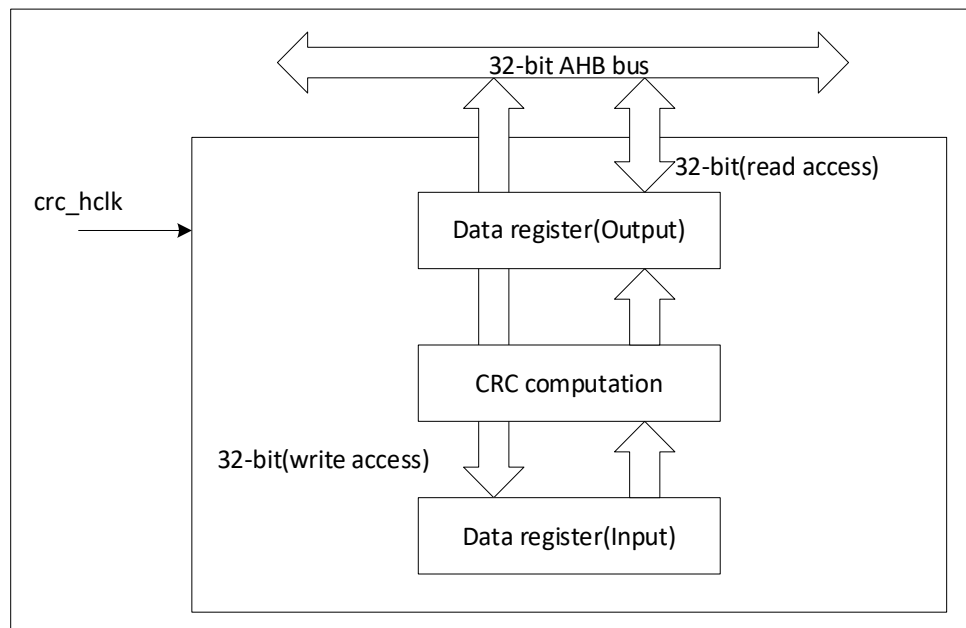 32-bit AHB bus
32-bit(read access)
crc_hclk
Data register(Output)
CRC computation
32-bit(write access)
Data register(Input)